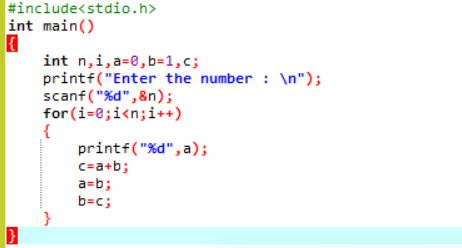 #include<stdio.h>
int main()
{
int n,i,a=0,b=1,c;
printf("Enter the number : \n");
scanf("%d",&n);
for(i=0;i<n;i++)
{
printf("%d",a);
c=a+b;
a=b;
b=c;
}
}